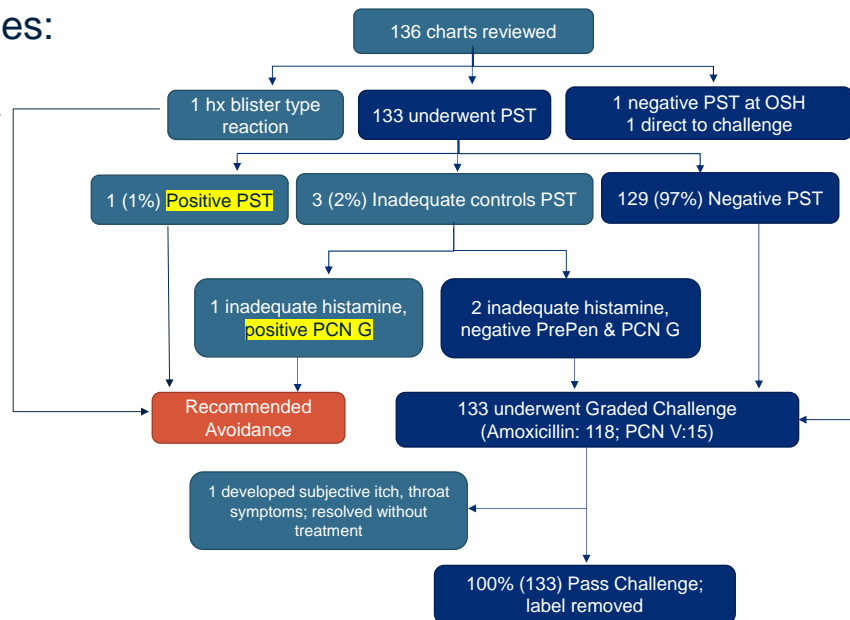 es:
136 charts reviewed
1 hx blister type
reaction
133 underwent PST
1 negative PST at OSH
1 direct to challenge
1 (1%) Positive PST
3 (2%) Inadequate controls PST
129 (97%) Negative PST
1 inadequate histamine,
positive PCN G
2 inadequate histamine,
negative PrePen & PCN G
Recommended
Avoidance
133 underwent Graded Challenge
(Amoxicillin: 118; PCN V:15)
1 developed subjective itch, throat
symptoms; resolved without
treatment
100% (133) Pass Challenge;
label removed